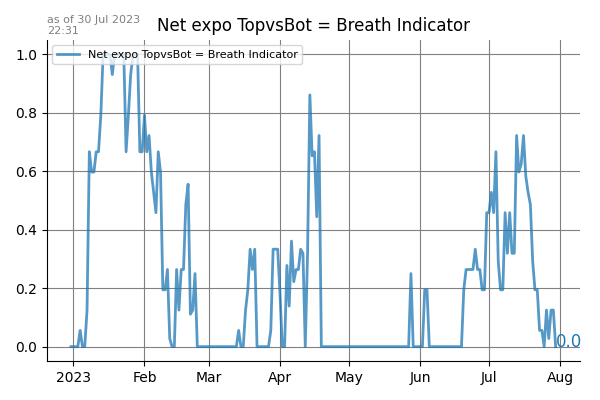 as of 30 Jul 2023
22:31
Net expo TopvsBot = Breath Indicator
Net expo TopvsBot = Breath Indicator
1.0
0.8
0.6
0.4
0.2
0.0
0.0
2023 Feb Mar Apr May Jun Jul Aug